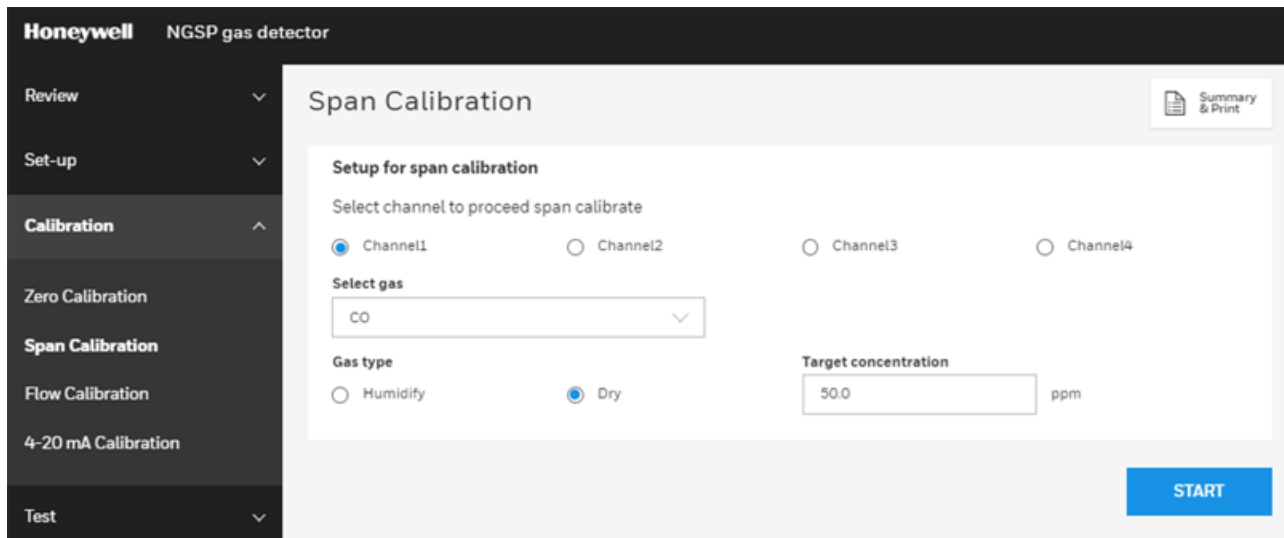 Honeywell NGSP gas detector
Review
Set-up
Calibration
Zero Calibration
Span Calibration
Flow Calibration
4-20 mA Calibration
Test
Span Calibration
Summary
& Print
Setup for span calibration
Select channel to proceed span calibrate
Channel1 Channel2 Channel3 Channel4
Select gas
CO
Gas type
Humidify Dry
Target concentration
50.0 ppm
START